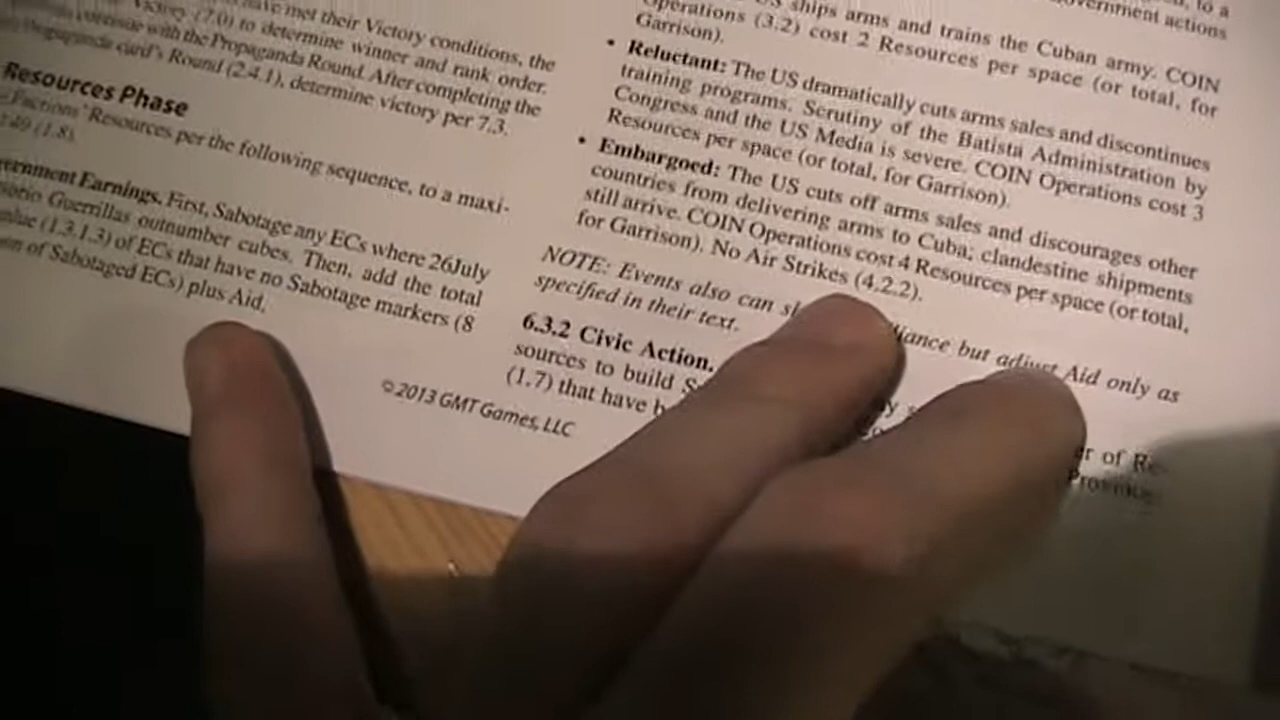 have met their Victory conditions, the
Victory (7.0) to determine winner and rank order.
continue with the Propaganda Round. After completing the
Propaganda card's Round (2.4.1), determine victory per 7.3.
Resources Phase
Factions' Resources per the following sequence, to a maxi-
49 (1.8).
Earnings. First, Sabotage any ECs where 26July
Guerrillas outnumber cubes. Then, add the total
value (1.3.1.3) of ECs that have no Sabotage markers (8
of Sabotaged ECs) plus Aid.
©2013 GMT Games, LLC
to a
government actions
US ships arms and trains the Cuban army. COIN
Operations (3.2) cost 2 Resources per space (or total, for
Garrison).
• Reluctant: The US dramatically cuts arms sales and discontinues
training programs. Scrutiny of the Batista Administration by
Congress and the US Media is severe. COIN Operations cost 3
Resources per space (or total, for Garrison).
• Embargoed: The US cuts off arms sales and discourages other
countries from delivering arms to Cuba; clandestine shipments
still arrive. COIN Operations cost 4 Resources per space (or total,
for Garrison). No Air Strikes (4.2.2).
NOTE: Events also can but adjust Aid only as
specified in their text.
6.3.2 Civic Action.
sources to build of Re-
(1.7) that have Province